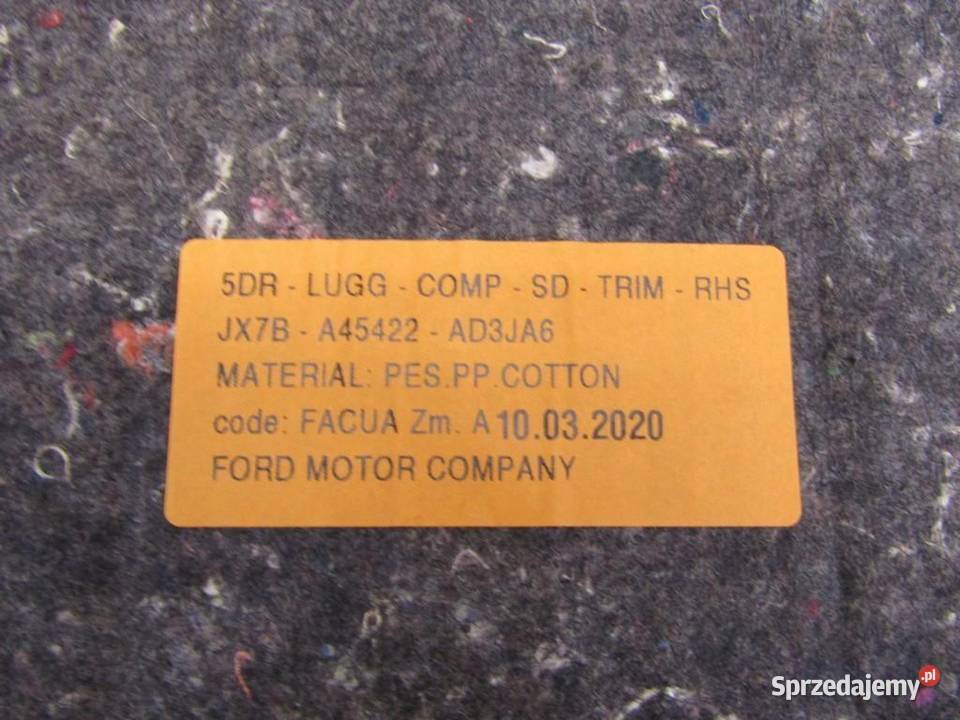 5DR - LUGG - COMP - SD - TRIM - RHS
JX7B - A45422 - AD3JA6
MATERIAL: PES.PP.COTTON
code: FACUA Zm. A 10.03.2020
FORD MOTOR COMPANY
Sprzedajemy.pl